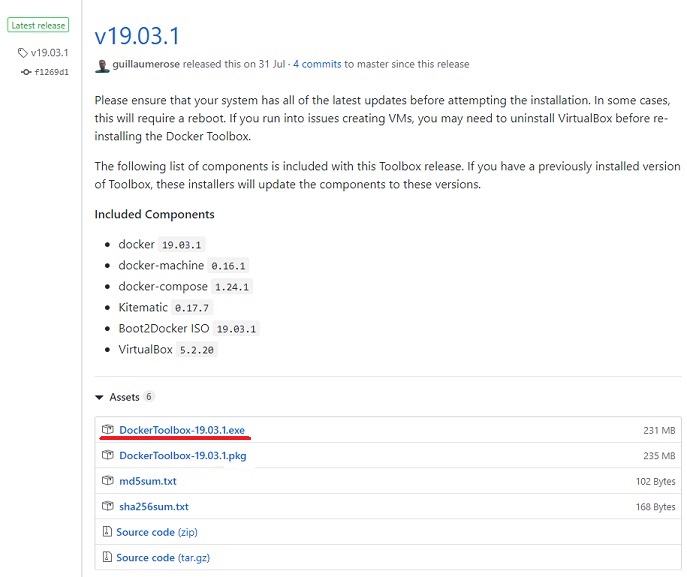 Latest release
v19.03.1
f1269d1
v19.03.1
guillaumerose released this on 31 Jul · 4 commits to master since this release
Please ensure that your system has all of the latest updates before attempting the installation. In some cases,
this will require a reboot. If you run into issues creating VMs, you may need to uninstall VirtualBox before re-
installing the Docker Toolbox.
The following list of components is included with this Toolbox release. If you have a previously installed version
of Toolbox, these installers will update the components to these versions.
Included Components
docker 19.03.1
docker-machine 0.16.1
docker-compose 1.24.1
Kitematic 0.17.7
Boot2Docker ISO 19.03.1
VirtualBox 5.2.20
Assets 6
DockerToolbox-19.03.1.exe 231 MB
DockerToolbox-19.03.1.pkg 235 MB
md5sum.txt 102 Bytes
sha256sum.txt 168 Bytes
Source code (zip)
Source code (tar.gz)